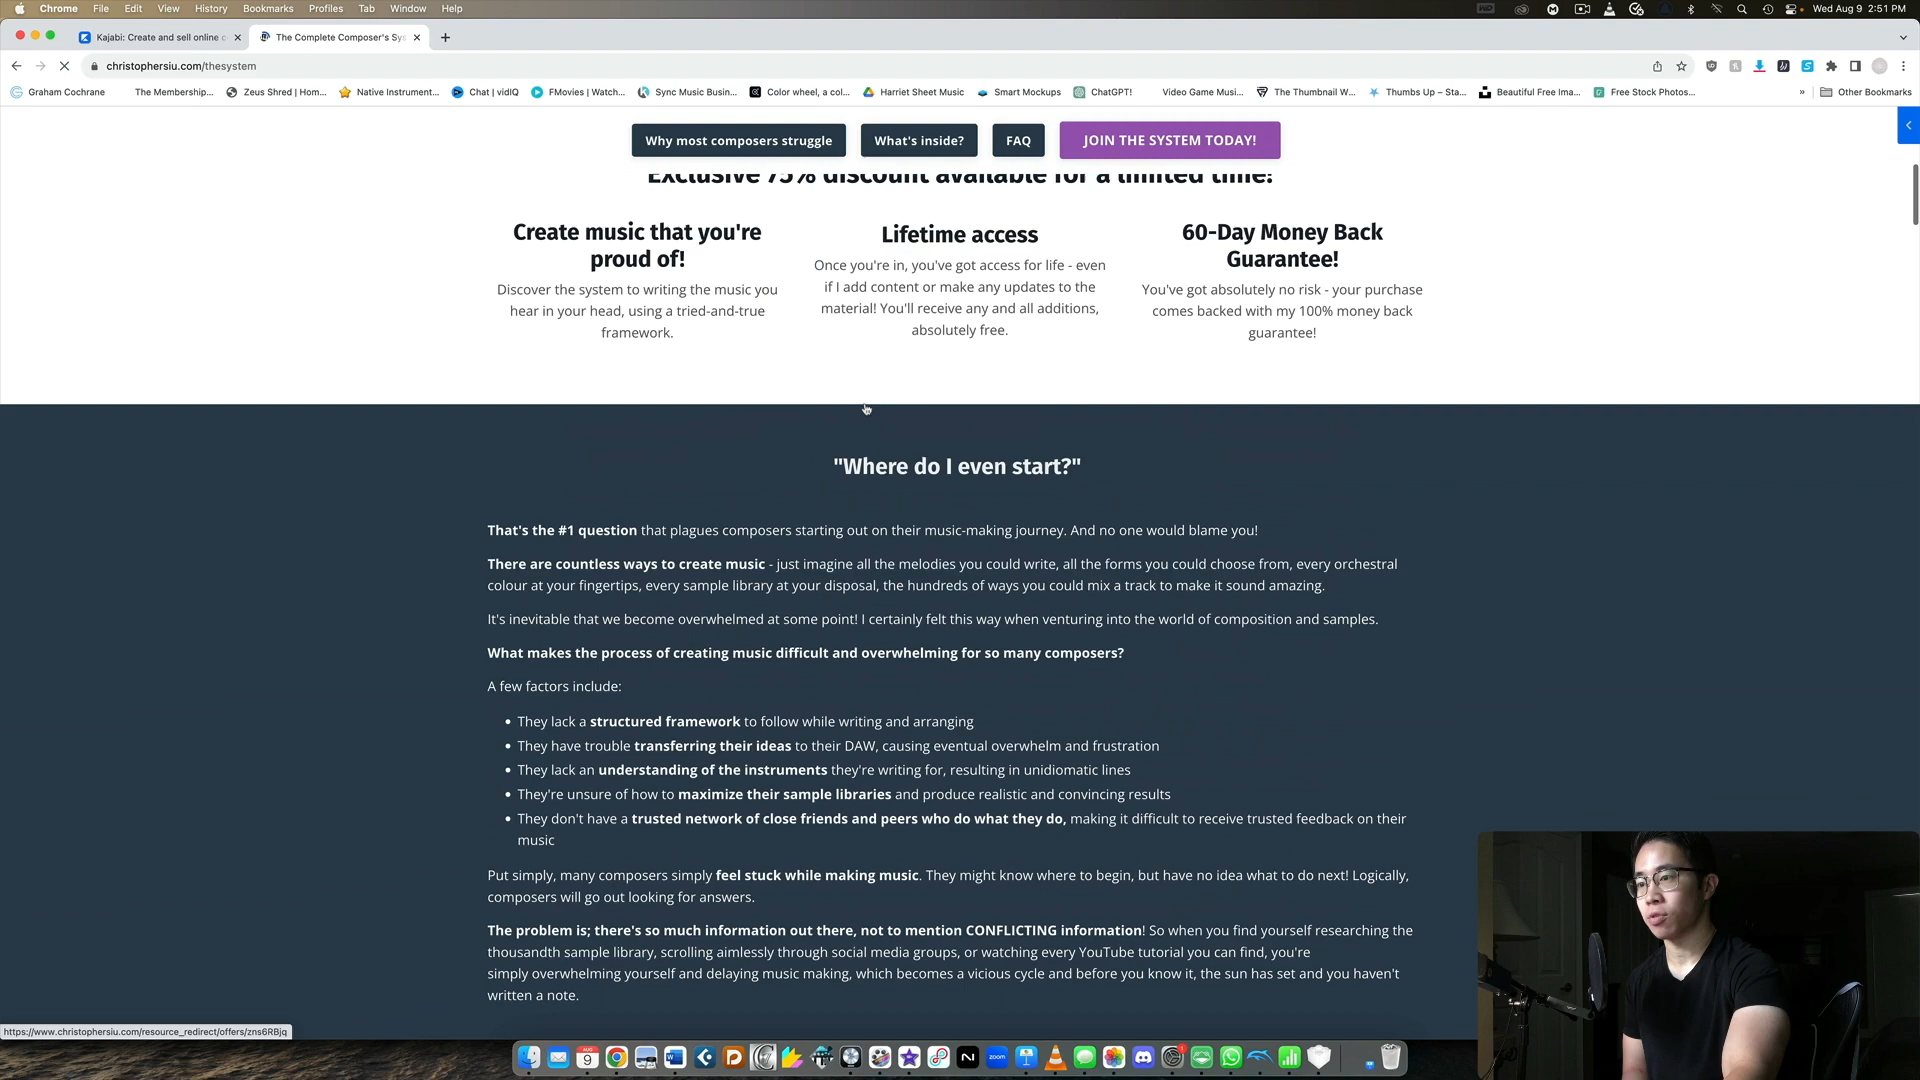 Chrome File Edit View History Bookmarks Profiles Tab Window Help Wed Aug 9 2:51 PM
Kajabi: Create and sell online c The Complete Composer's Sys
christophersiu.com/thesystem
Graham Cochrane The Membership... Zeus Shred | Hom... Native Instrument... Chat | vidIQ FMovies | Watch... Sync Music Busin... Color wheel, a col... Harriet Sheet Music Smart Mockups ChatGPT! Video Game Musi... The Thumbnail W... Thumbs Up – Sta... Beautiful Free Ima... Free Stock Photos... » Other Bookmarks
Why most composers struggle What's inside? FAQ JOIN THE SYSTEM TODAY!
Exclusive 75% discount available for a limited time!
Create music that you're
proud of!
Discover the system to writing the music you
hear in your head, using a tried-and-true
framework.
Lifetime access
Once you're in, you've got access for life - even
if I add content or make any updates to the
material! You'll receive any and all additions,
absolutely free.
60-Day Money Back
Guarantee!
You've got absolutely no risk - your purchase
comes backed with my 100% money back
guarantee!
"Where do I even start?"
That's the #1 question that plagues composers starting out on their music-making journey. And no one would blame you!
There are countless ways to create music - just imagine all the melodies you could write, all the forms you could choose from, every orchestral
colour at your fingertips, every sample library at your disposal, the hundreds of ways you could mix a track to make it sound amazing.
It's inevitable that we become overwhelmed at some point! I certainly felt this way when venturing into the world of composition and samples.
What makes the process of creating music difficult and overwhelming for so many composers?
A few factors include:
• They lack a structured framework to follow while writing and arranging
• They have trouble transferring their ideas to their DAW, causing eventual overwhelm and frustration
• They lack an understanding of the instruments they're writing for, resulting in unidiomatic lines
• They're unsure of how to maximize their sample libraries and produce realistic and convincing results
• They don't have a trusted network of close friends and peers who do what they do, making it difficult to receive trusted feedback on their
music
Put simply, many composers simply feel stuck while making music. They might know where to begin, but have no idea what to do next! Logically,
composers will go out looking for answers.
The problem is; there's so much information out there, not to mention CONFLICTING information! So when you find yourself researching the
thousandth sample library, scrolling aimlessly through social media groups, or watching every YouTube tutorial you can find, you're
simply overwhelming yourself and delaying music making, which becomes a vicious cycle and before you know it, the sun has set and you haven't
written a note.
https://www.christophersiu.com/resource_redirect/offers/zns6RBjq